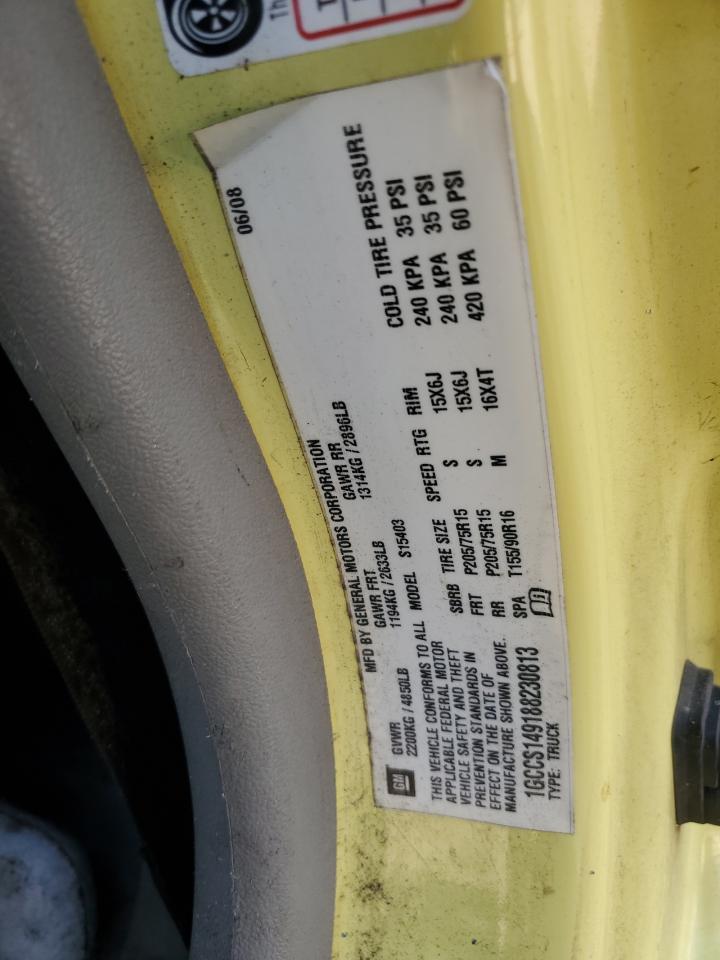 Th
T
06/08
MFD BY GENERAL MOTORS CORPORATION
GVWR GAWR FRT GAWR RR
2200KG / 4850LB 1194KG / 2633LB 1314KG / 2896LB
GM
THIS VEHICLE CONFORMS TO ALL
APPLICABLE FEDERAL MOTOR
VEHICLE SAFETY AND THEFT
PREVENTION STANDARDS IN
EFFECT ON THE DATE OF
MANUFACTURE SHOWN ABOVE.
1GCCS149188230813
TYPE: TRUCK
MODEL S15403
COLD TIRE PRESSURE
SBRB TIRE SIZE SPEED RTG RIM
FRT P205/75R15 S 15X6J 240 KPA 35 PSI
RR P205/75R15 S 15X6J 240 KPA 35 PSI
SPA T155/90R16 M 16X4T 420 KPA 60 PSI